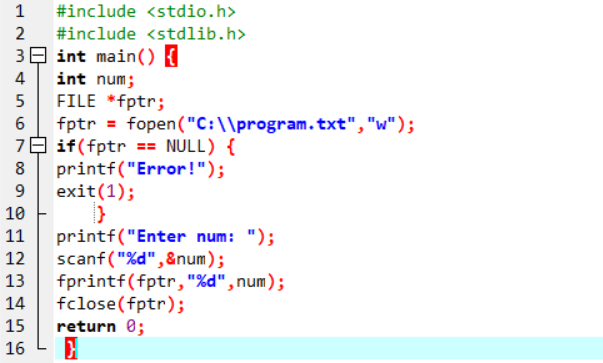 1 #include <stdio.h>
2 #include <stdlib.h>
3 int main() {
4 int num;
5 FILE *fptr;
6 fptr = fopen("C:\\program.txt","w");
7 if(fptr == NULL) {
8 printf("Error!");
9 exit(1);
10 }
11 printf("Enter num: ");
12 scanf("%d",&num);
13 fprintf(fptr,"%d",num);
14 fclose(fptr);
15 return 0;
16 }